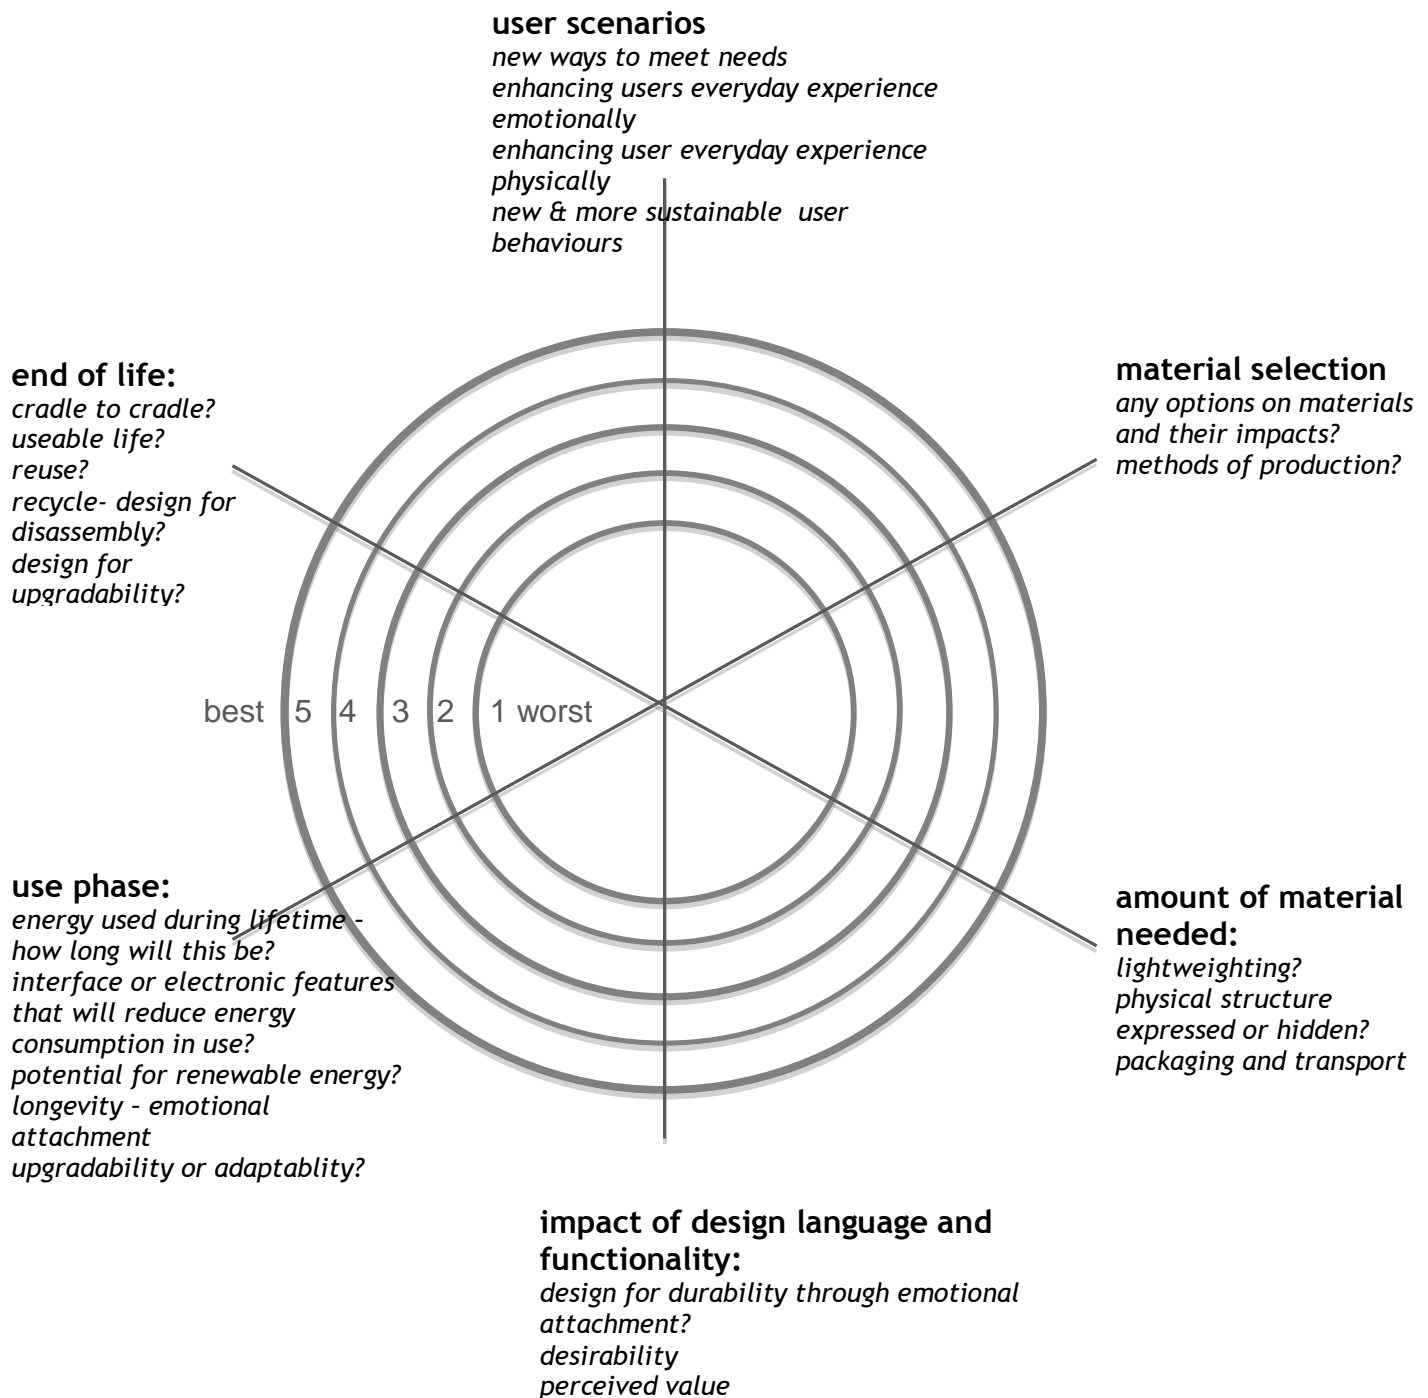 user scenarios
new ways to meet needs
enhancing users everyday experience
emotionally
enhancing user everyday experience
physically
new & more sustainable  user
behaviours
end of life:
cradle to cradle?
useable life?
reuse?
recycle- design for
disassembly?
design for
upgradability?
material selection
any options on materials
and their impacts?
methods of production?
best 5 4 3 2 1 worst
use phase:
energy used during lifetime –
how long will this be?
interface or electronic features
that will reduce energy
consumption in use?
potential for renewable energy?
longevity – emotional
attachment
upgradability or adaptablity?
amount of material
needed:
lightweighting?
physical structure
expressed or hidden?
packaging and transport
impact of design language and
functionality:
design for durability through emotional
attachment?
desirability
perceived value